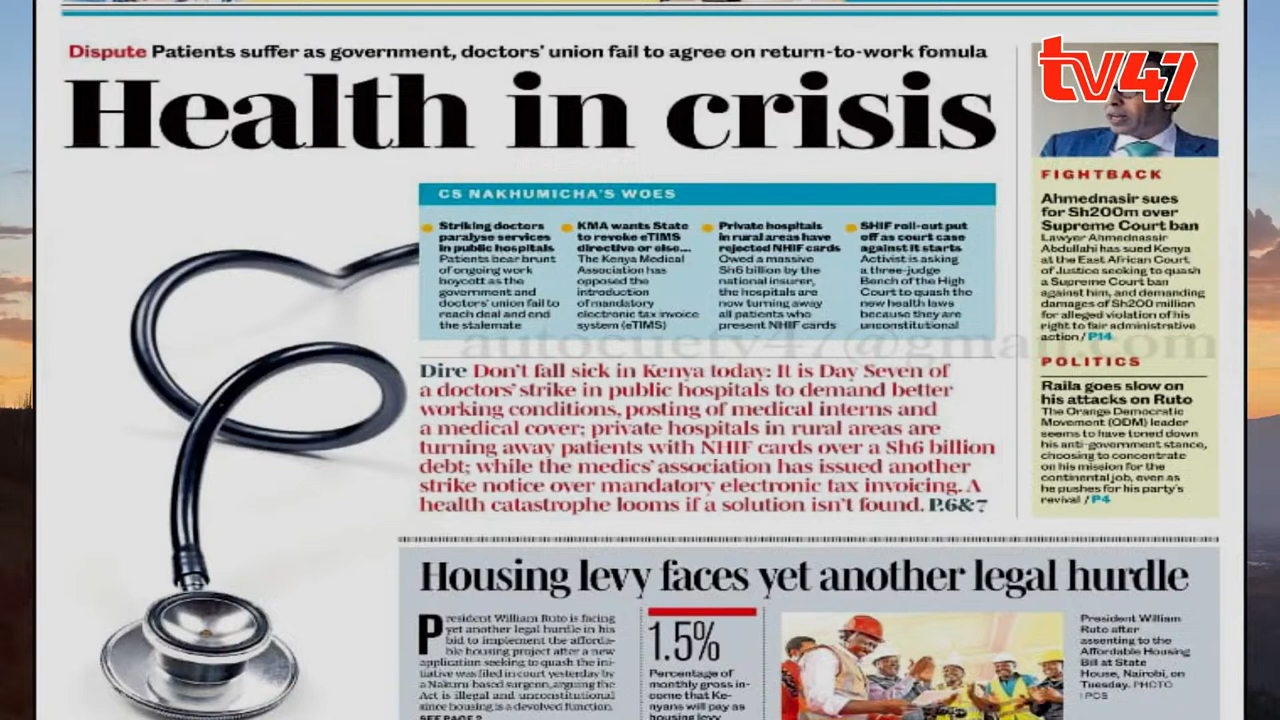 tv47
Dispute Patients suffer as government, doctors' union fail to agree on return-to-work fomula
Health in crisis
CS NAKHUMICHA'S WOES
Striking doctors
paralyse services
in public hospitals
Patients bear brunt
of ongoing work
boycott as the
government and
doctors' union fail to
reach deal and end
the stalemate
KMA wants State
to revoke eTIMS
directive or else...
The Kenya Medical
Association has
opposed the
introduction
of mandatory
electronic tax invoice
system (eTIMS)
Private hospitals
in rural areas have
rejected NHIF cards
Owed a massive
Sh6 billion by the
national insurer,
the hospitals are
now turning away
all patients who
present NHIF cards
SHIF roll-out put
off as court case
against it starts
Activist is asking
a three-judge
Bench of the High
Court to quash the
new health laws
because they are
unconstitutional
Dire Don't fall sick in Kenya today: It is Day Seven of
a doctors' strike in public hospitals to demand better
working conditions, posting of medical interns and
a medical cover; private hospitals in rural areas are
turning away patients with NHIF cards over a Sh6 billion
debt; while the medics' association has issued another
strike notice over mandatory electronic tax invoicing. A
health catastrophe looms if a solution isn't found. P.6&7
FIGHTBACK
Ahmednasir sues
for Sh200m over
Supreme Court ban
Lawyer Ahmednassir
Abdullahi has sued Kenya
at the East African Court
of Justice seeking to quash
a Supreme Court ban
against him, and demanding
damages of Sh200 million
for alleged violation of his
right to fair administrative
action / P14
POLITICS
Raila goes slow on
his attacks on Ruto
The Orange Democratic
Movement (ODM) leader
seems to have toned down
his anti-government stance,
choosing to concentrate
on his mission for the
continental job, even as
he pushes for his party's
revival / P4
Housing levy faces yet another legal hurdle
President William Ruto is facing
yet another legal hurdle in his
bid to implement the afforda-
ble housing project after a new
application seeking to quash the ini-
tiative was filed in court yesterday by
a Nakuru-based surgeon, arguing the
Act is illegal and unconstitutional
since housing is a devolved function.
SEE PAGE 2
1.5%
Percentage of
monthly gross in-
come that Ke-
nyans will pay as
housing levy
President William
Ruto after
assenting to the
Affordable Housing
Bill at State
House, Nairobi, on
Tuesday. PHOTO
| PCS